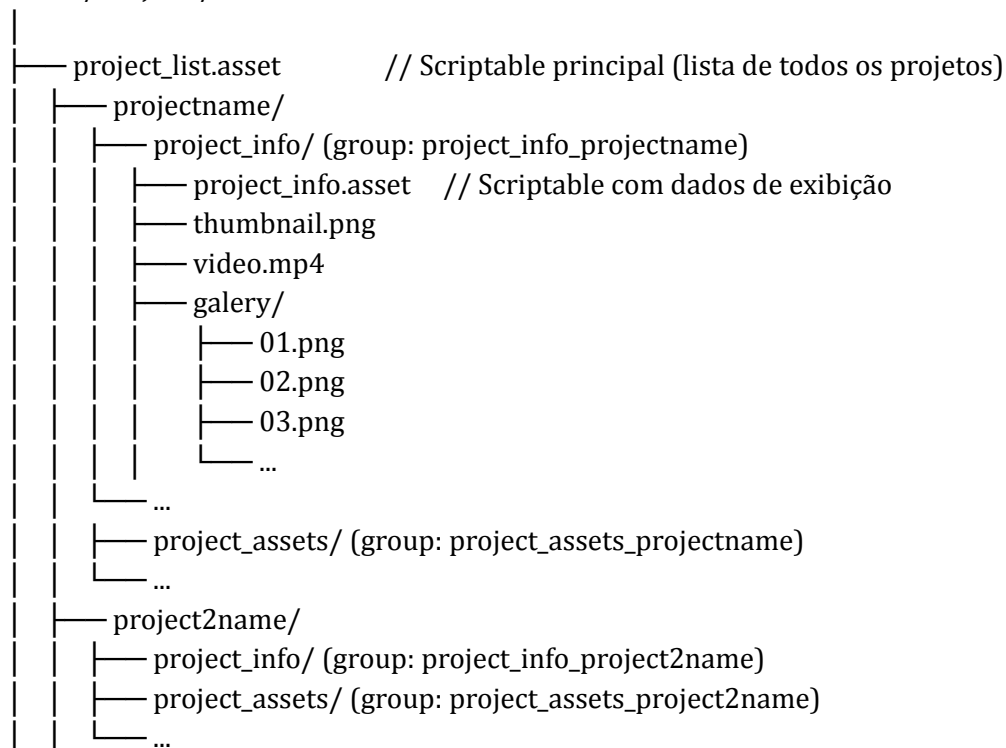 project_list.asset // Scriptable principal (lista de todos os projetos)
projectname/
project_info/ (group: project_info_projectname)
project_info.asset // Scriptable com dados de exibição
thumbnail.png
video.mp4
galery/
01.png
02.png
03.png
...
...
project_assets/ (group: project_assets_projectname)
...
project2name/
project_info/ (group: project_info_project2name)
project_assets/ (group: project_assets_project2name)
...